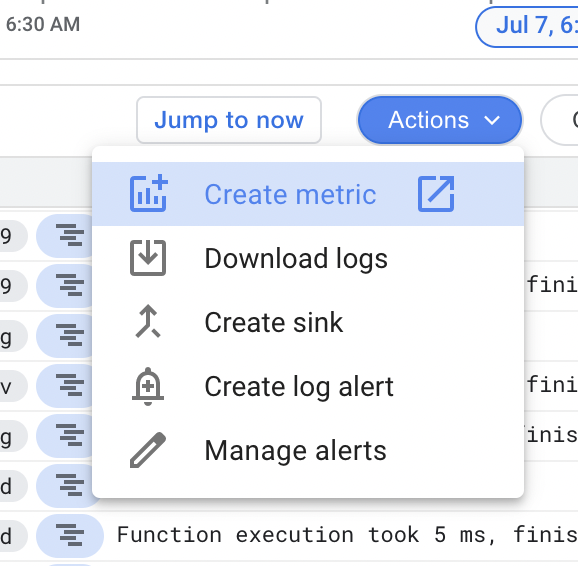 6:30 AM
Jul 7, 6:
Jump to now
Actions
Create metric
9
Download logs
9
fini
Create sink
g
Create log alert
v
fini
Manage alerts
g
inis
d
d
Function execution took 5 ms, finis